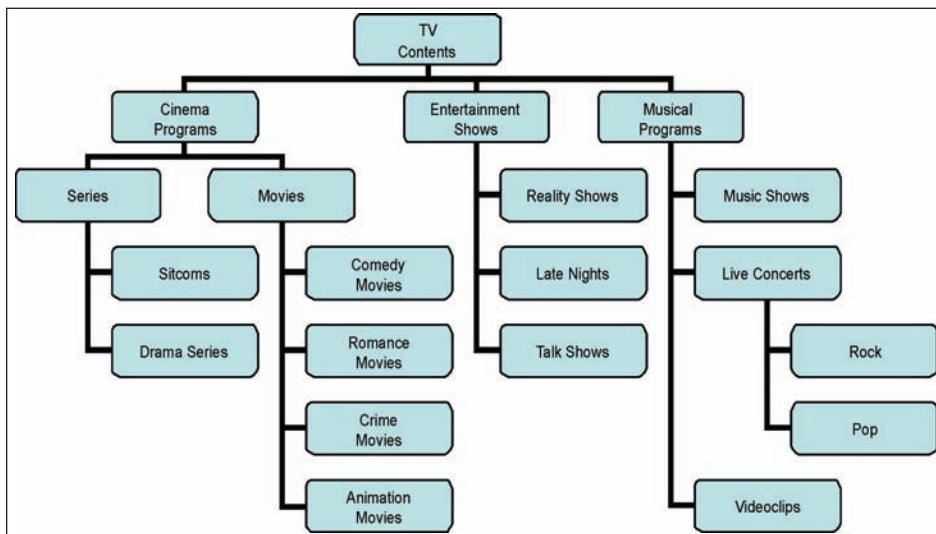 TV
Contents
Cinema
Programs
Entertainment
Shows
Musical
Programs
Series
Movies
Reality Shows
Music Shows
Sitcoms
Comedy
Movies
Late Nights
Live Concerts
Drama Series
Romance
Movies
Talk Shows
Rock
Crime
Movies
Pop
Animation
Movies
Videoclips